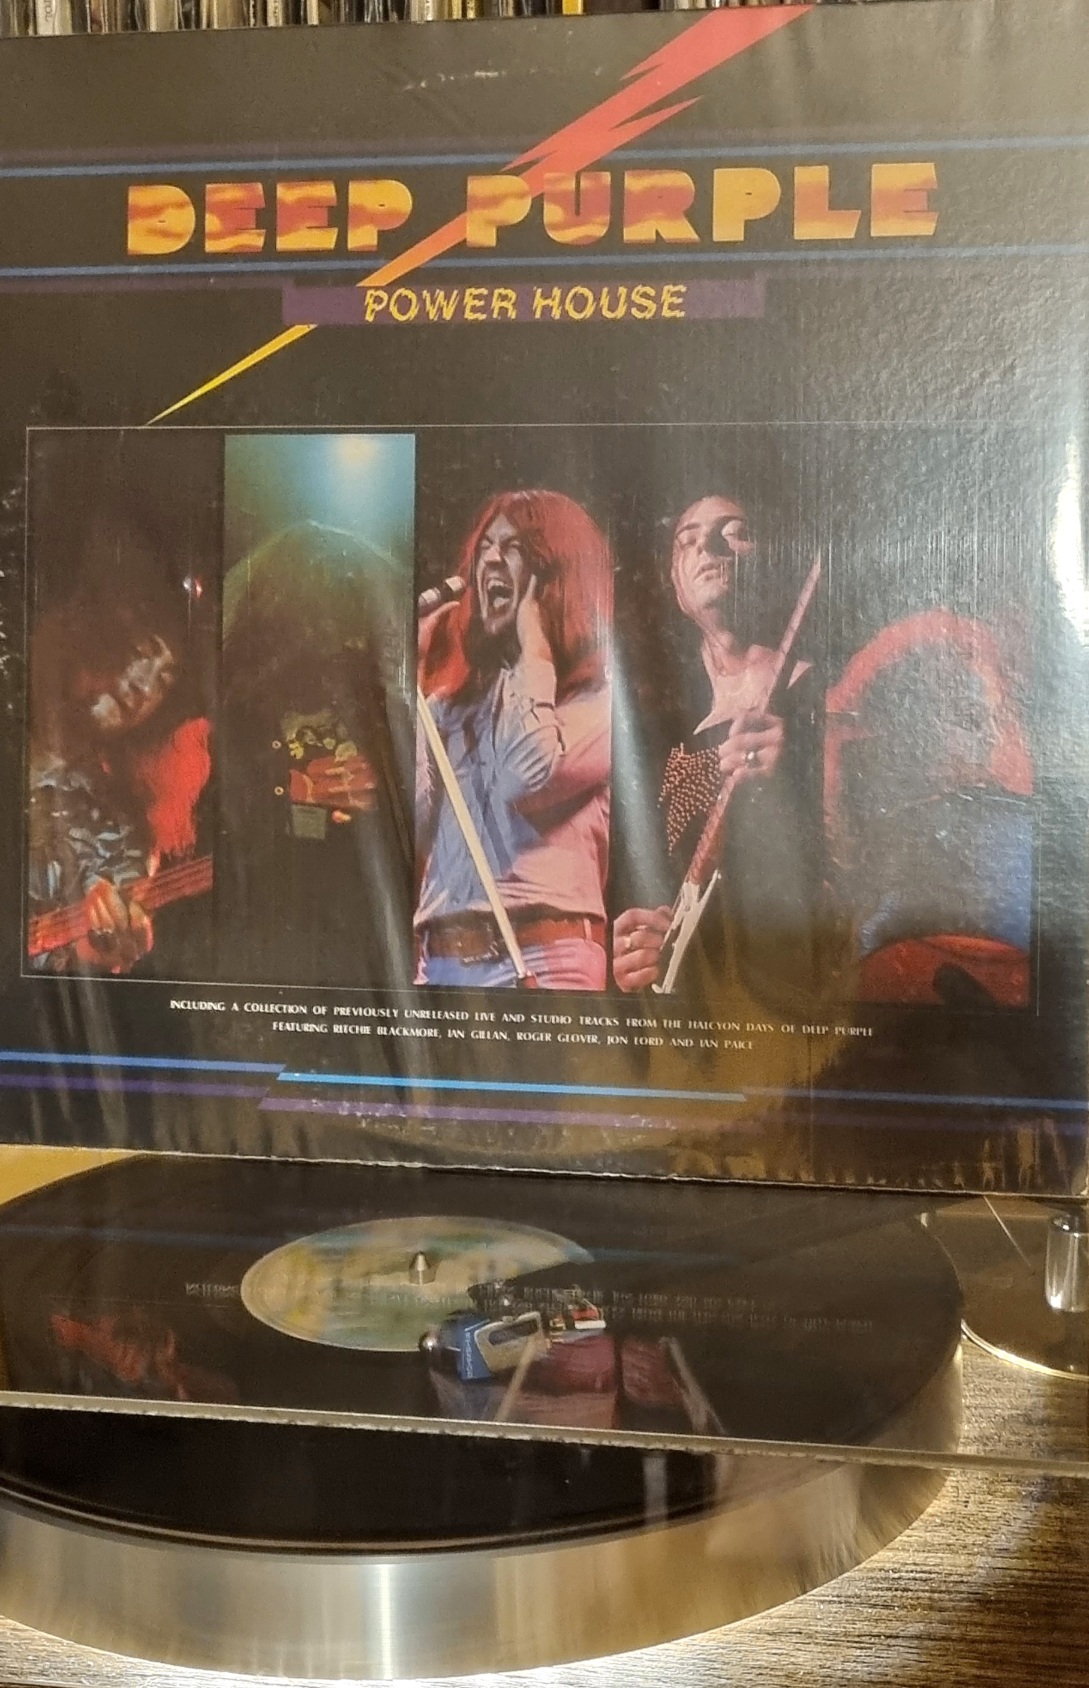 DEEP PURPLE
POWER HOUSE
INCLUDING A COLLECTION OF PREVIOUSLY UNRELEASED LIVE AND STUDIO TRACKS FROM THE HALCYON DAYS OF DEEP PURPLE
FEATURING RITCHIE BLACKMORE, IAN GILLAN, ROGER GLOVER, JON LORD AND IAN PAICE